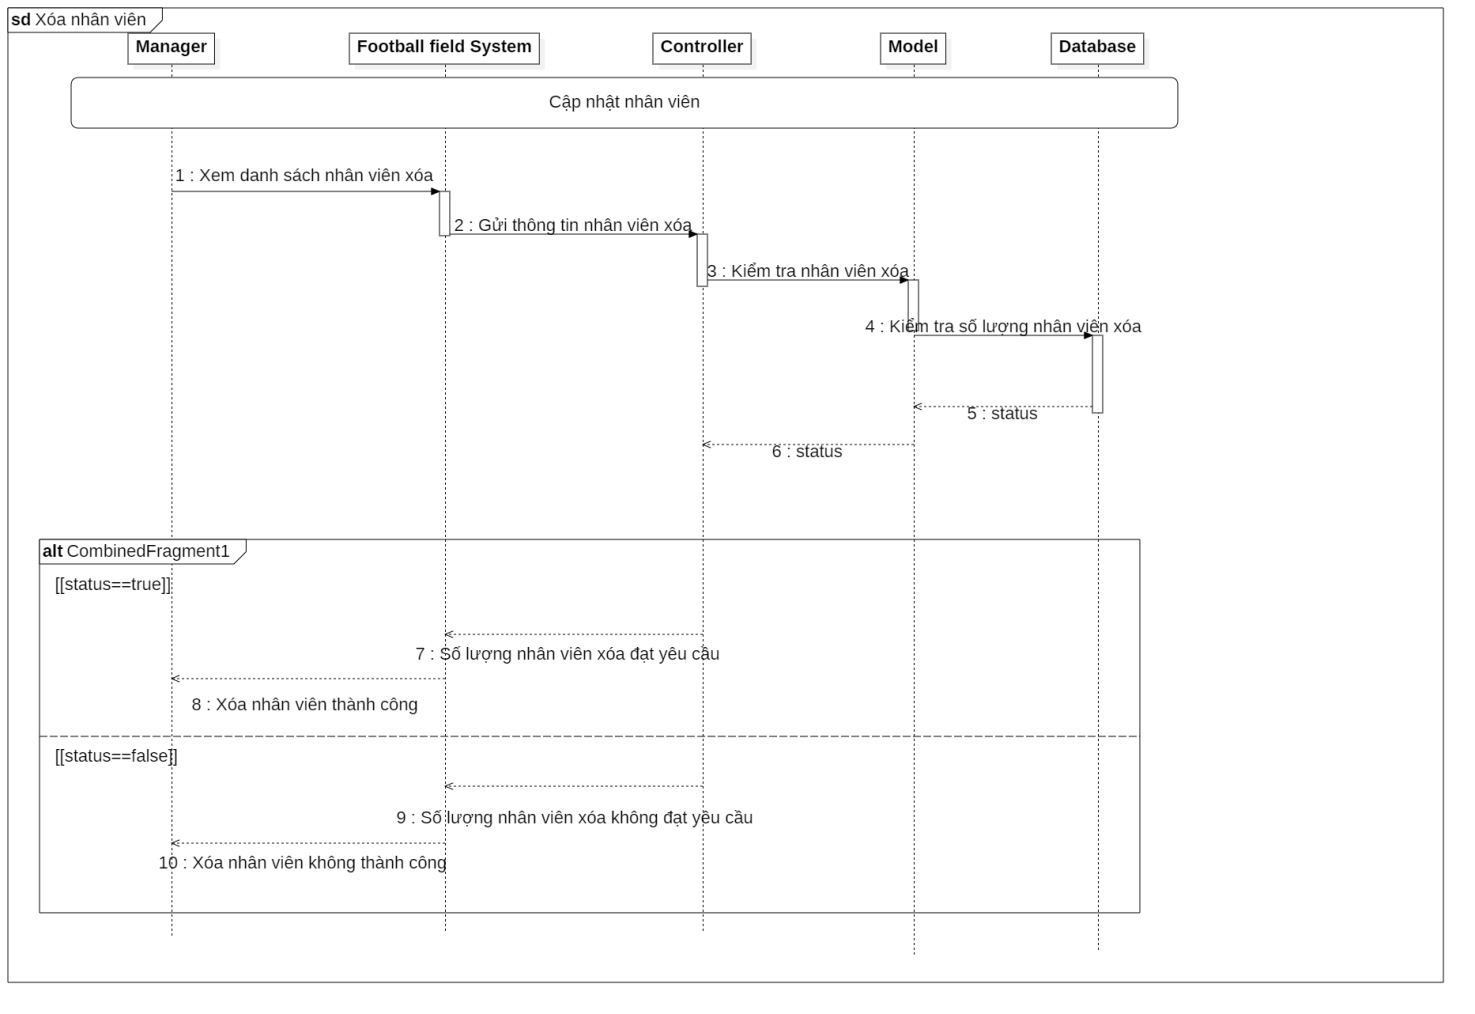 sd Xóa nhân viên
Manager
Football field System
Controller
Model
Database
Cập nhật nhân viên
1 : Xem danh sách nhân viên xóa
2 : Gửi thông tin nhân viên xóa
3 : Kiểm tra nhân viên xóa
4 : Kiểm tra số lượng nhân viên xóa
5 : status
6 : status
alt CombinedFragment1
[[status==true]]
7 : Số lượng nhân viên xóa đạt yêu cầu
8 : Xóa nhân viên thành công
[[status==false]]
9 : Số lượng nhân viên xóa không đạt yêu cầu
10 : Xóa nhân viên không thành công